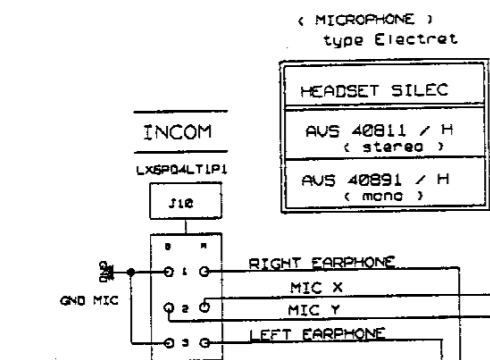 ( MICROPHONE )
type Electret
HEADSET SILEC
AVS 40811 / H
( stereo )
AVS 40891 / H
( mono )
INCOM
LX6P04LT1P1
J10
B A
GND 1 RIGHT EARPHONE
MIC X
GND MIC 2 MIC Y
3 LEFT EARPHONE